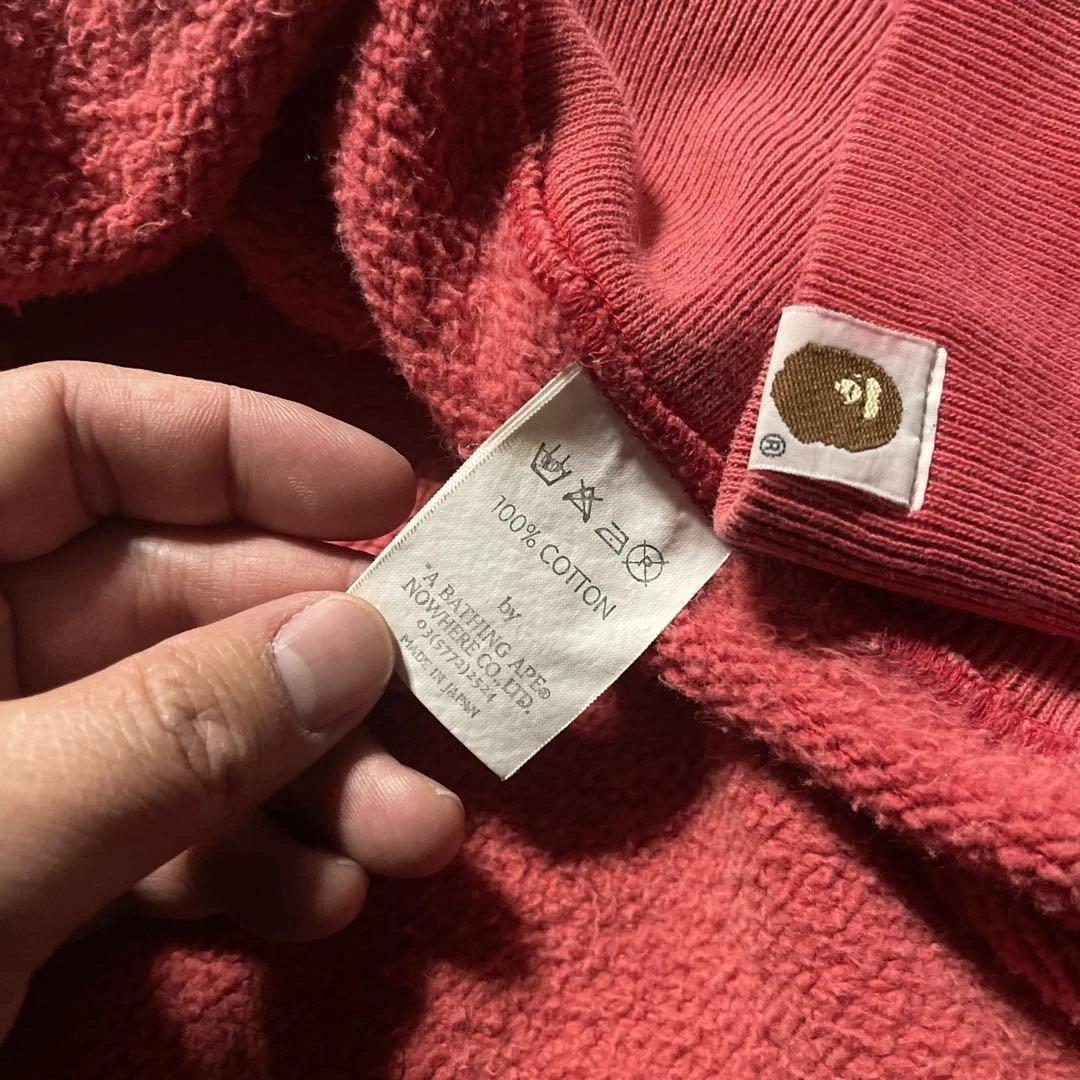 100% COTTON
by
"A BATHING APE®
NOWHERE CO., LTD.
03(5772)2524
MADE IN JAPAN
®